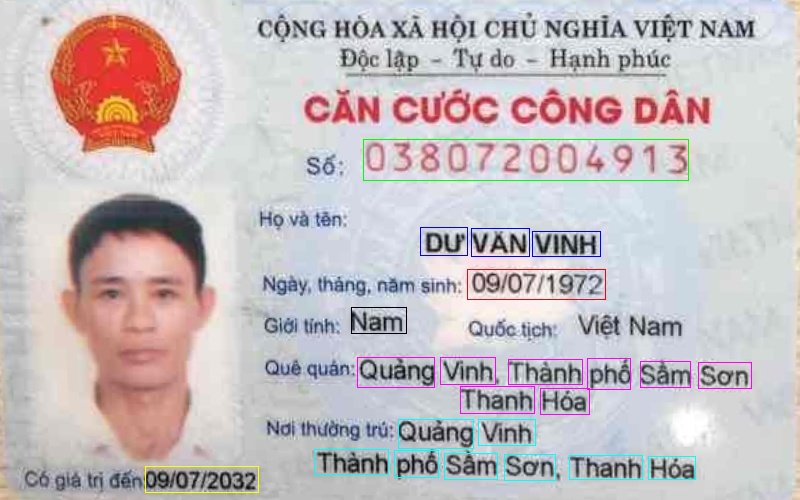 CỘNG HÒA XÃ HỘI CHỦ NGHĨA VIỆT NAM
Độc lập - Tự do - Hạnh phúc
CĂN CƯỚC CÔNG DÂN
Số: 038072004913
Họ và tên:
DƯ VĂN VINH
Ngày, tháng, năm sinh: 09/07/1972
Giới tính: Nam Quốc tịch: Việt Nam
Quê quán: Quảng Vinh, Thành phố Sầm Sơn
Thanh Hóa
Nơi thường trú: Quảng Vinh
Thành phố Sầm Sơn, Thanh Hóa
Có giá trị đến: 09/07/2032